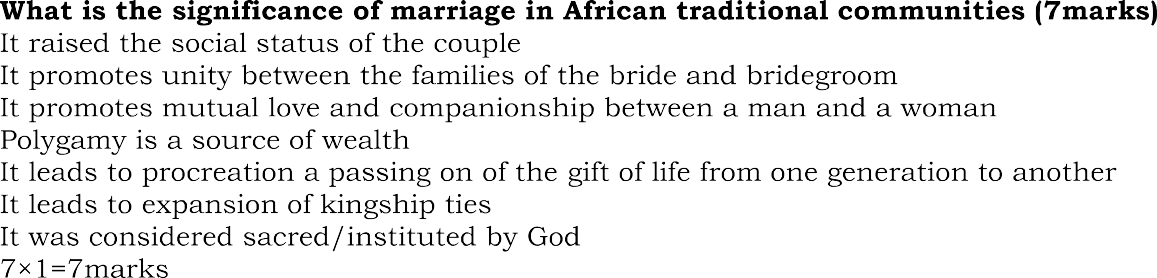 What is the significance of marriage in African traditional communities (7marks)
It raised the social status of the couple
It promotes unity between the families of the bride and bridegroom
It promotes mutual love and companionship between a man and a woman
Polygamy is a source of wealth
It leads to procreation a passing on of the gift of life from one generation to another
It leads to expansion of kingship ties
It was considered sacred/instituted by God
7×1=7marks